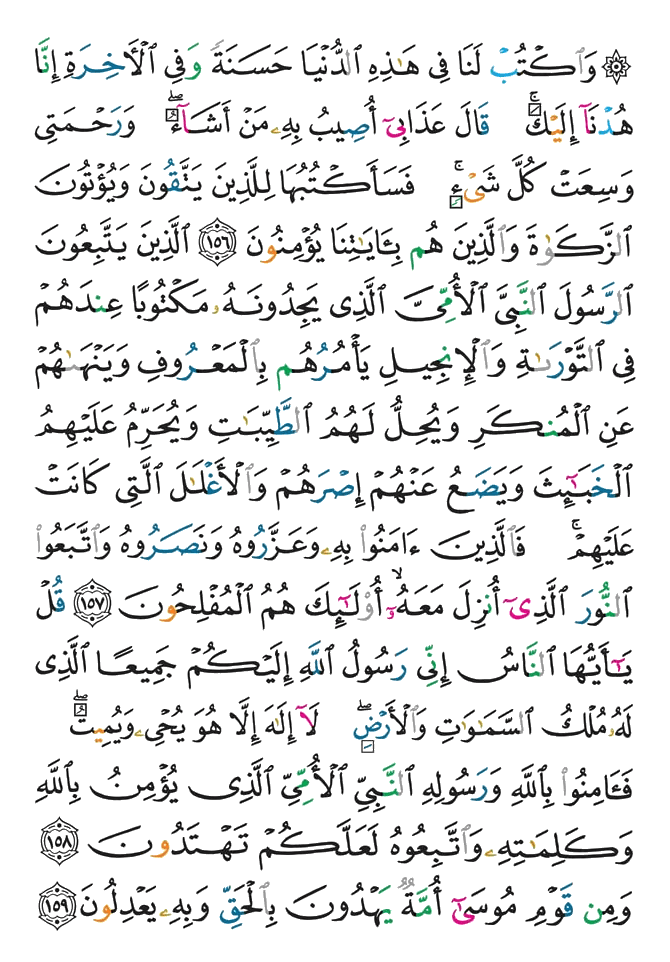 ۞ وَٱكْتُبْ لَنَا فِى هَـٰذِهِ ٱلدُّنْيَا حَسَنَةً وَفِى ٱلْـَٔاخِرَةِ إِنَّا
هُدْنَآ إِلَيْكَ ۚ قَالَ عَذَابِىٓ أُصِيبُ بِهِۦ مَنْ أَشَآءُ ۖ وَرَحْمَتِى
وَسِعَتْ كُلَّ شَىْءٍ ۚ فَسَأَكْتُبُهَا لِلَّذِينَ يَتَّقُونَ وَيُؤْتُونَ
ٱلزَّكَوٰةَ وَٱلَّذِينَ هُم بِـَٔايَـٰتِنَا يُؤْمِنُونَ ١٥٦ ٱلَّذِينَ يَتَّبِعُونَ
ٱلرَّسُولَ ٱلنَّبِىَّ ٱلْأُمِّىَّ ٱلَّذِى يَجِدُونَهُۥ مَكْتُوبًا عِندَهُمْ
فِى ٱلتَّوْرَىٰةِ وَٱلْإِنجِيلِ يَأْمُرُهُم بِٱلْمَعْرُوفِ وَيَنْهَىٰهُمْ
عَنِ ٱلْمُنكَرِ وَيُحِلُّ لَهُمُ ٱلطَّيِّبَـٰتِ وَيُحَرِّمُ عَلَيْهِمُ
ٱلْخَبَـٰٓئِثَ وَيَضَعُ عَنْهُمْ إِصْرَهُمْ وَٱلْأَغْلَـٰلَ ٱلَّتِى كَانَتْ
عَلَيْهِمْ ۚ فَٱلَّذِينَ ءَامَنُوا۟ بِهِۦ وَعَزَّرُوهُ وَنَصَرُوهُ وَٱتَّبَعُوا۟
ٱلنُّورَ ٱلَّذِىٓ أُنزِلَ مَعَهُۥٓ ۙ أُو۟لَـٰٓئِكَ هُمُ ٱلْمُفْلِحُونَ ١٥٧ قُلْ
يَـٰٓأَيُّهَا ٱلنَّاسُ إِنِّى رَسُولُ ٱللَّهِ إِلَيْكُمْ جَمِيعًا ٱلَّذِى
لَهُۥ مُلْكُ ٱلسَّمَـٰوَٰتِ وَٱلْأَرْضِ ۖ لَآ إِلَـٰهَ إِلَّا هُوَ يُحْىِۦ وَيُمِيتُ ۖ
فَـَٔامِنُوا۟ بِٱللَّهِ وَرَسُولِهِ ٱلنَّبِىِّ ٱلْأُمِّىِّ ٱلَّذِى يُؤْمِنُ بِٱللَّهِ
وَكَلِمَـٰتِهِۦ وَٱتَّبِعُوهُ لَعَلَّكُمْ تَهْتَدُونَ ١٥٨
وَمِن قَوْمِ مُوسَىٰٓ أُمَّةٌ يَهْدُونَ بِٱلْحَقِّ وَبِهِۦ يَعْدِلُونَ ١٥٩